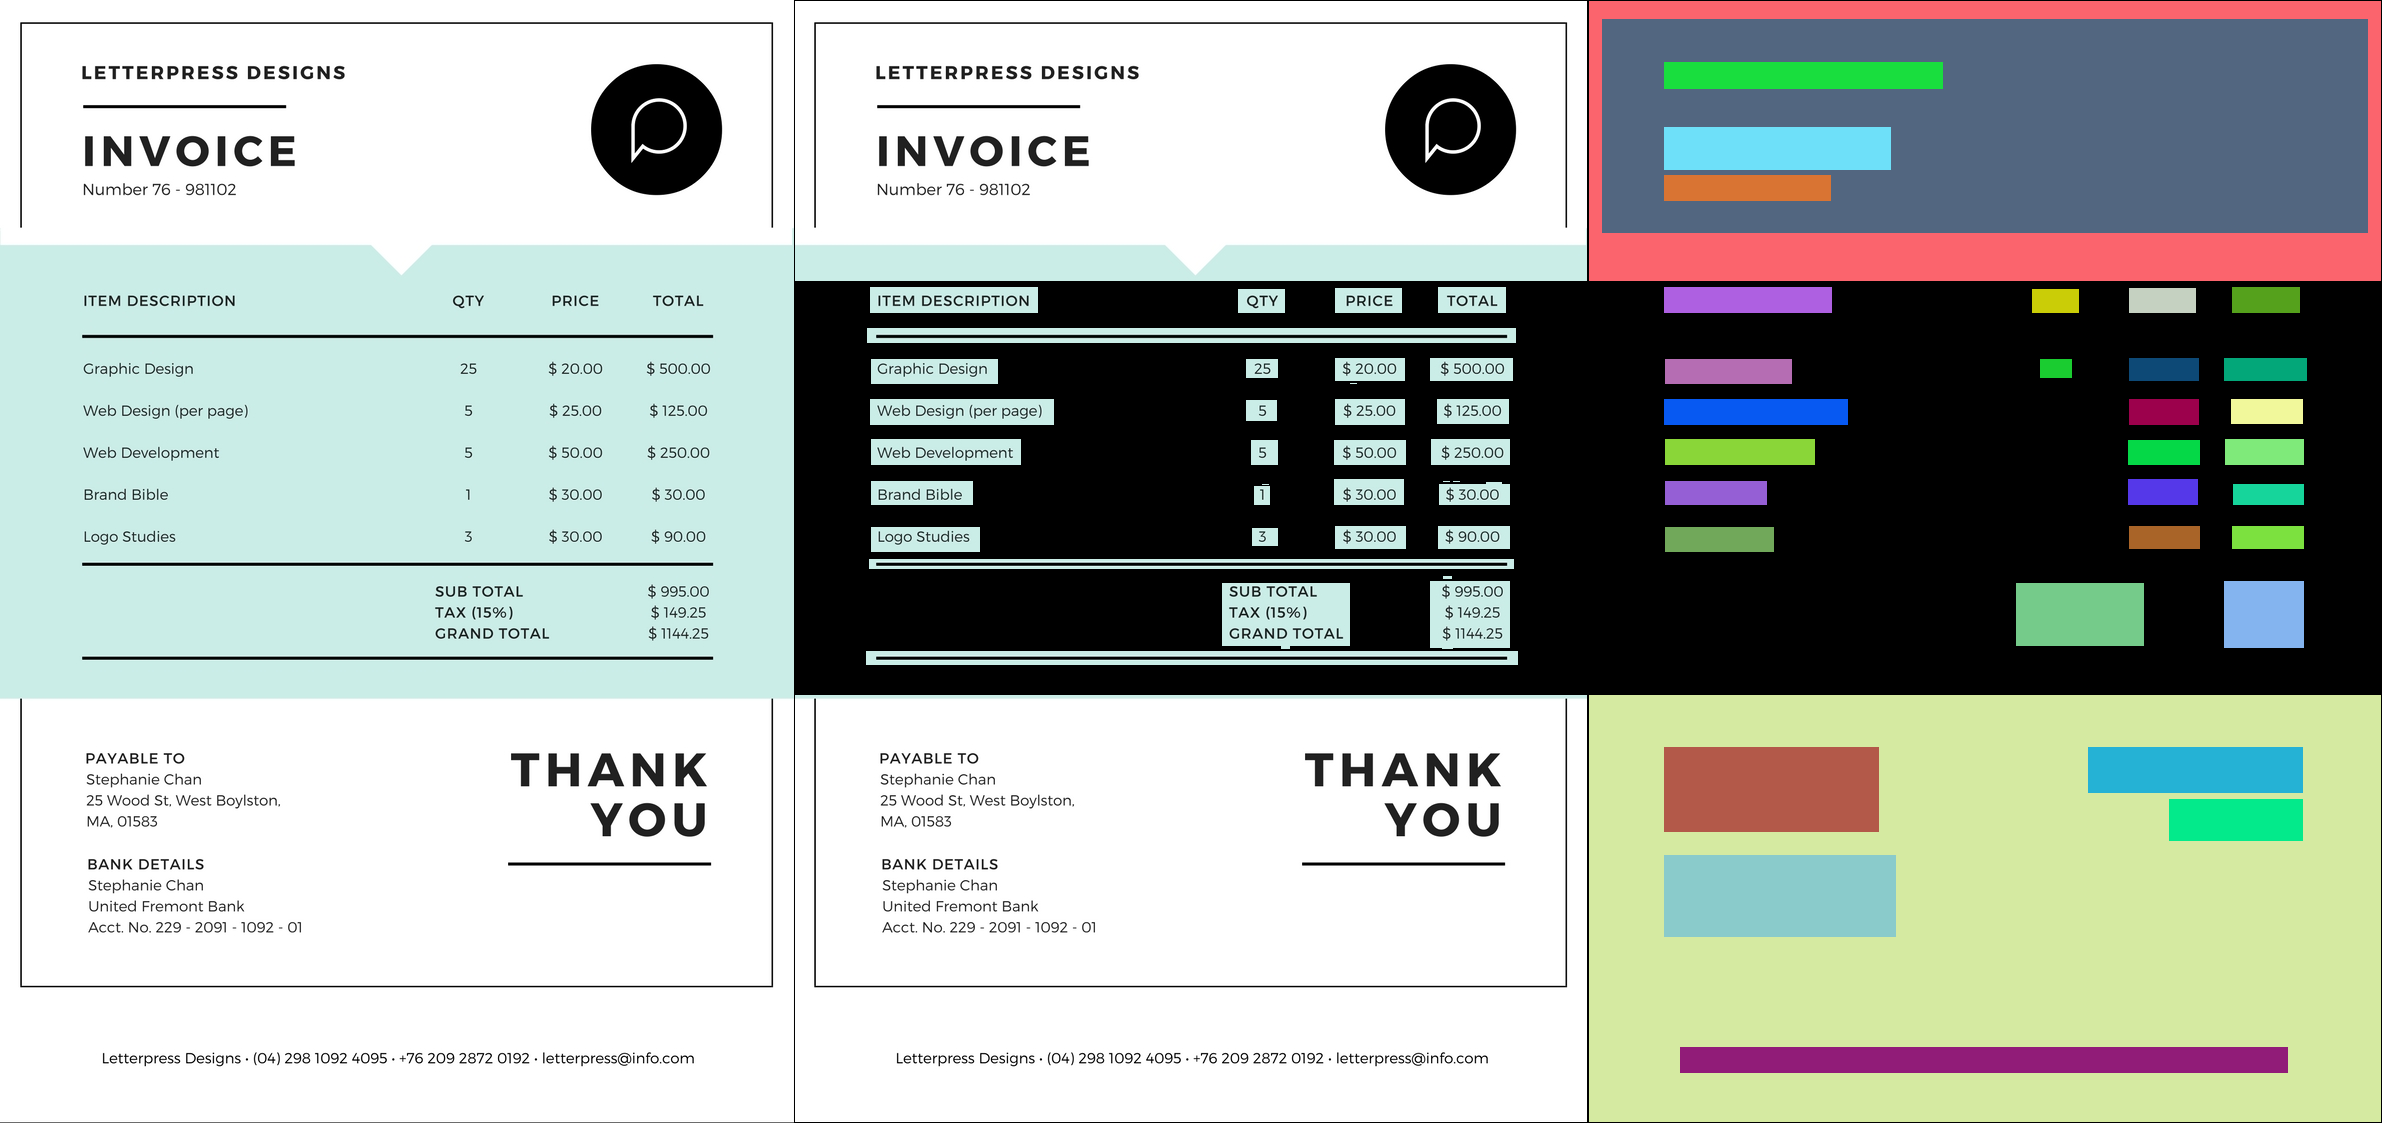 LETTERPRESS DESIGNS
INVOICE
Number 76 - 981102
ITEM DESCRIPTION QTY PRICE TOTAL
Graphic Design 25 $ 20.00 $ 500.00
Web Design (per page) 5 $ 25.00 $ 125.00
Web Development 5 $ 50.00 $ 250.00
Brand Bible 1 $ 30.00 $ 30.00
Logo Studies 3 $ 30.00 $ 90.00
SUB TOTAL $ 995.00
TAX (15%) $ 149.25
GRAND TOTAL $ 1144.25
PAYABLE TO
Stephanie Chan
25 Wood St, West Boylston,
MA, 01583
THANK
YOU
BANK DETAILS
Stephanie Chan
United Fremont Bank
Acct. No. 229 - 2091 - 1092 - 01
Letterpress Designs • (04) 298 1092 4095 • +76 209 2872 0192 • letterpress@info.com
LETTERPRESS DESIGNS
INVOICE
Number 76 - 981102
ITEM DESCRIPTION QTY PRICE TOTAL
Graphic Design 25 $ 20.00 $ 500.00
Web Design (per page) 5 $ 25.00 $ 125.00
Web Development 5 $ 50.00 $ 250.00
Brand Bible 1 $ 30.00 $ 30.00
Logo Studies 3 $ 30.00 $ 90.00
SUB TOTAL $ 995.00
TAX (15%) $ 149.25
GRAND TOTAL $ 1144.25
PAYABLE TO
Stephanie Chan
25 Wood St, West Boylston,
MA, 01583
THANK
YOU
BANK DETAILS
Stephanie Chan
United Fremont Bank
Acct. No. 229 - 2091 - 1092 - 01
Letterpress Designs • (04) 298 1092 4095 • +76 209 2872 0192 • letterpress@info.com